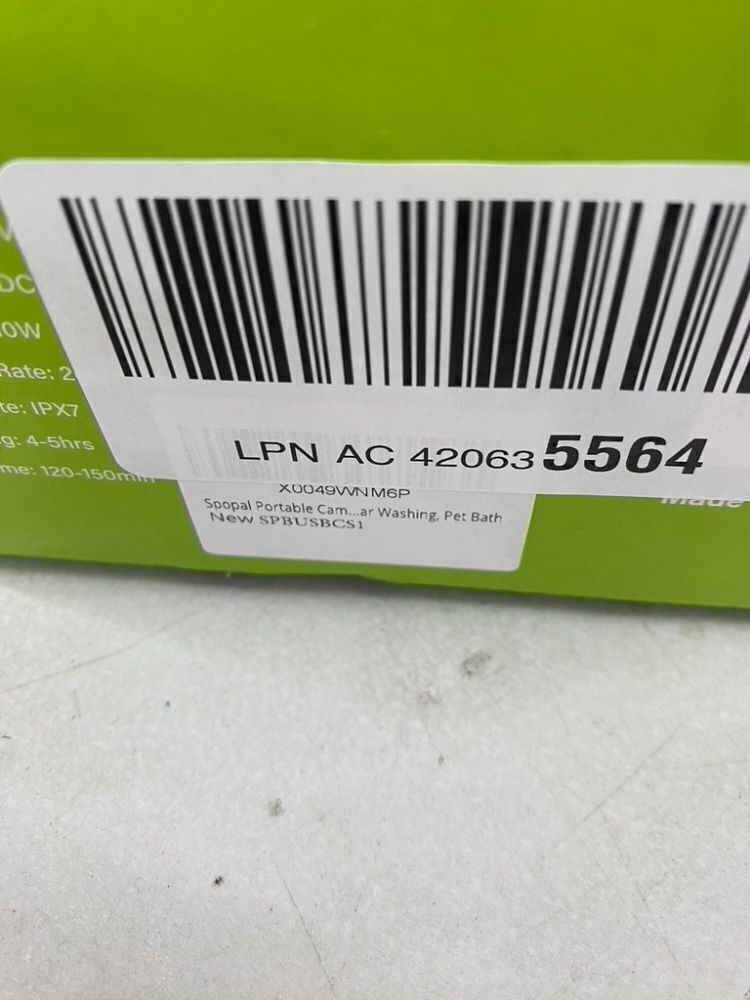 DC
0W
Rate: 2
te: IPX7
g: 4-5hrs
me: 120-150min
LPN AC 420635564
X0049WNM6P
Spopal Portable Cam...ar Washing, Pet Bath
New SPBUSBCS1
Made